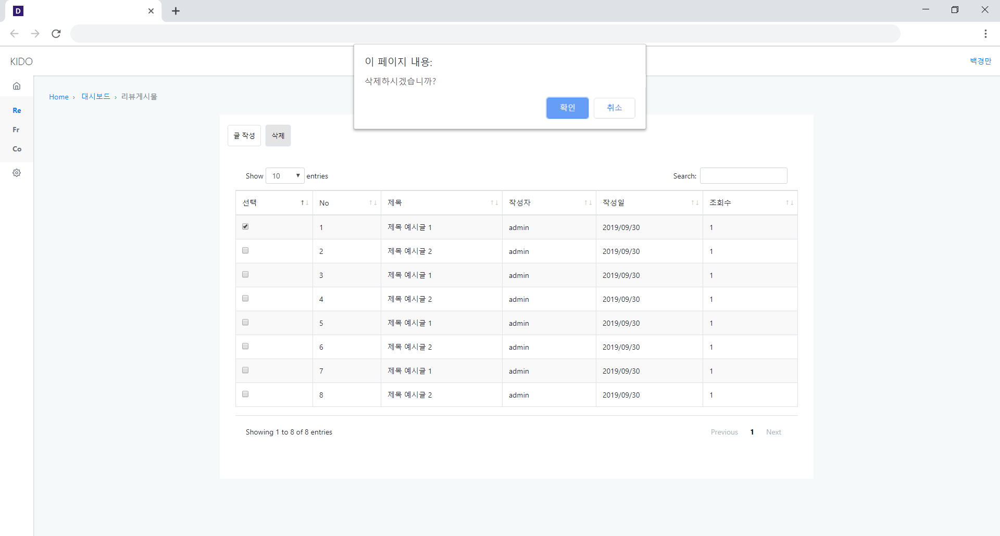 D
KIDO
백경만
이 페이지 내용:
삭제하시겠습니까?
확인 취소
Home › 대시보드 › 리뷰게시물
Re
Fr
Co
글 작성 삭제
Show 10 entries Search:
선택 No 제목 작성자 작성일 조회수
1 제목 예시글 1 admin 2019/09/30 1
2 제목 예시글 2 admin 2019/09/30 1
3 제목 예시글 1 admin 2019/09/30 1
4 제목 예시글 2 admin 2019/09/30 1
5 제목 예시글 1 admin 2019/09/30 1
6 제목 예시글 2 admin 2019/09/30 1
7 제목 예시글 1 admin 2019/09/30 1
8 제목 예시글 2 admin 2019/09/30 1
Showing 1 to 8 of 8 entries Previous 1 Next